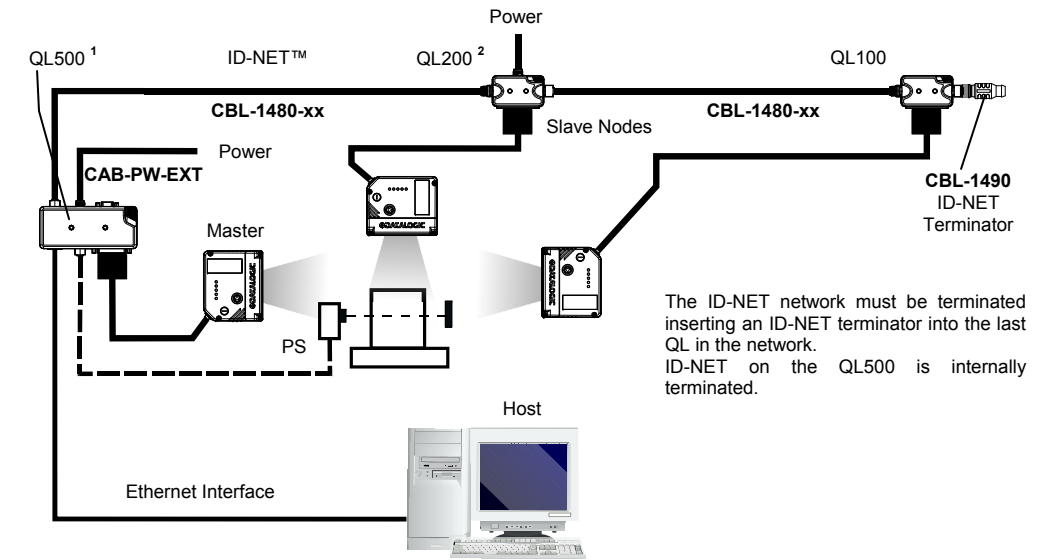 Power
QL500 ¹
ID-NET™
QL200 ²
QL100
CBL-1480-xx
CBL-1480-xx
Slave Nodes
Power
CAB-PW-EXT
CBL-1490
ID-NET
Terminator
Master
DATALOGIC
DATALOGIC
DATALOGIC
PS
The ID-NET network must be terminated
inserting an ID-NET terminator into the last
QL in the network.
ID-NET on the QL500 is internally
terminated.
Host
Ethernet Interface